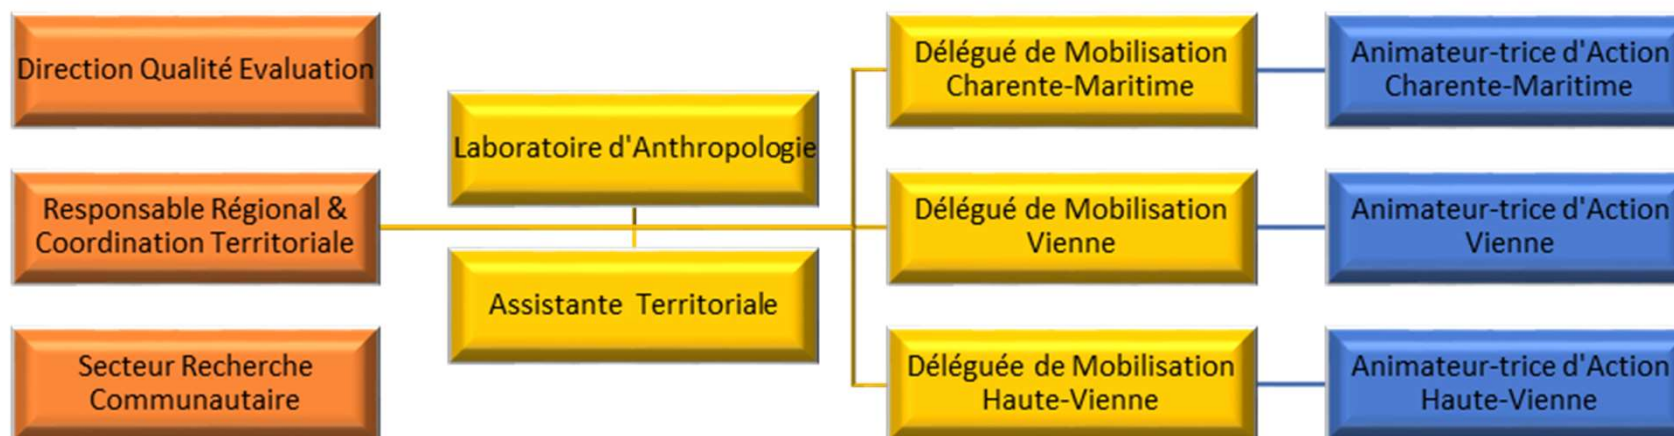 Direction Qualité Evaluation
Responsable Régional &
Coordination Territoriale
Secteur Recherche
Communautaire
Laboratoire d'Anthropologie
Assistante Territoriale
Délégué de Mobilisation
Charente-Maritime
Délégué de Mobilisation
Vienne
Déléguée de Mobilisation
Haute-Vienne
Animateur-trice d'Action
Charente-Maritime
Animateur-trice d'Action
Vienne
Animateur-trice d'Action
Haute-Vienne